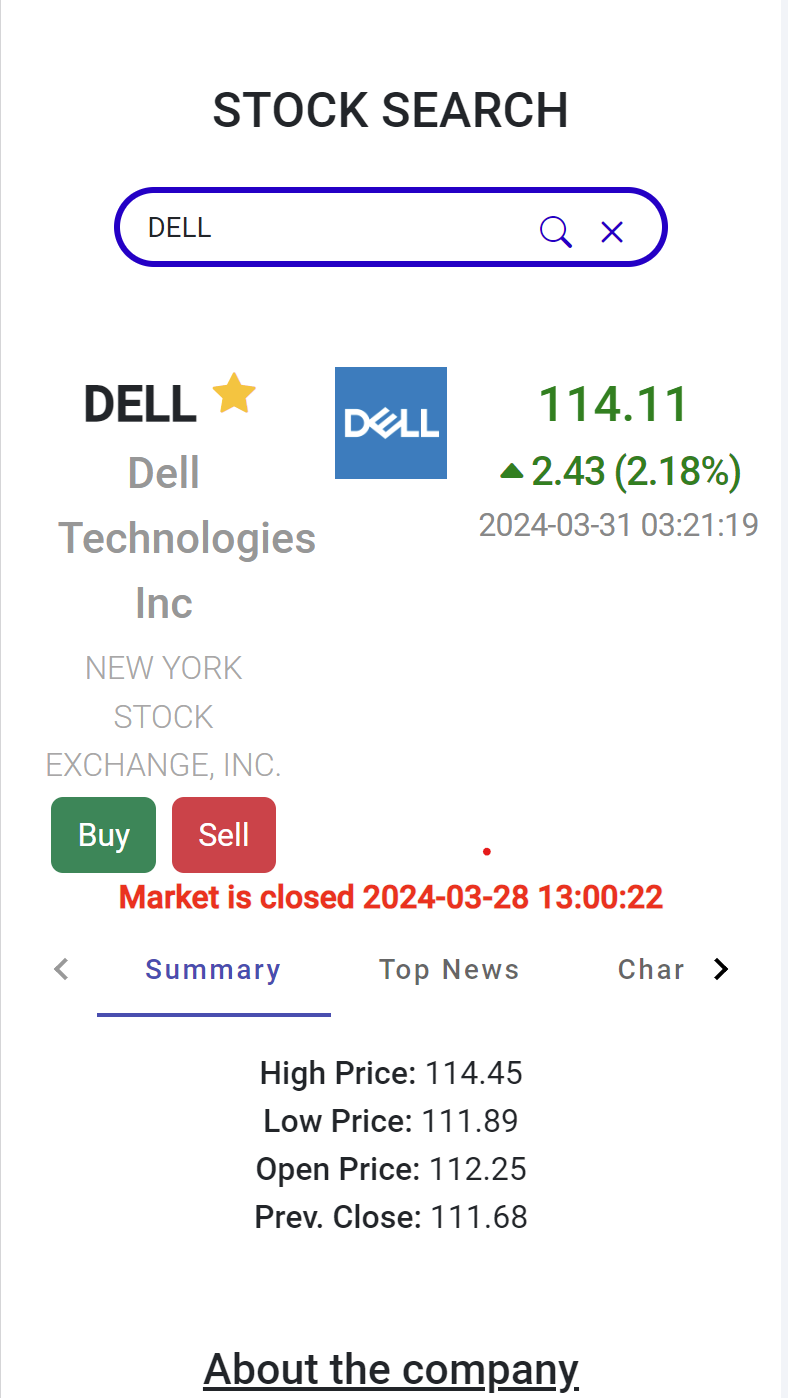 STOCK SEARCH
DELL
DELL
Dell
Technologies
Inc
NEW YORK
STOCK
EXCHANGE, INC.
Buy Sell
DELL
114.11
2.43 (2.18%)
2024-03-31 03:21:19
Market is closed 2024-03-28 13:00:22
Summary Top News Char
High Price: 114.45
Low Price: 111.89
Open Price: 112.25
Prev. Close: 111.68
About the company